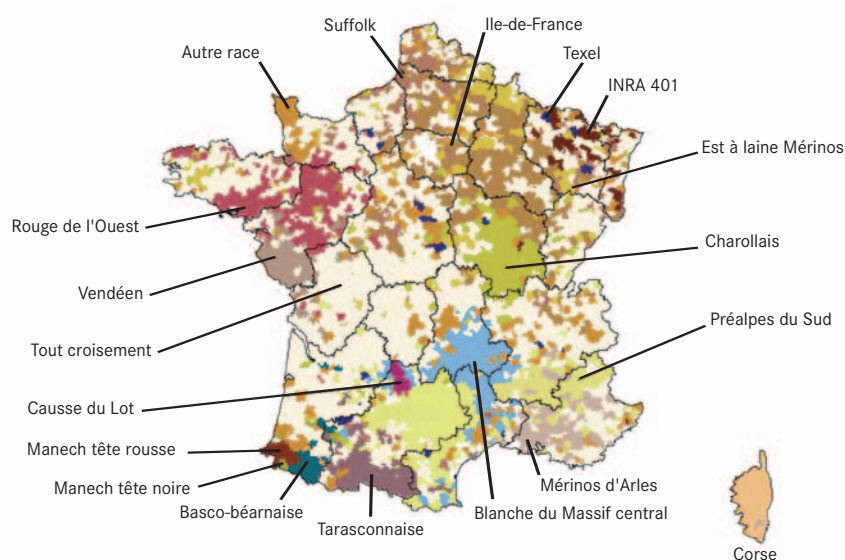 Suffolk
Ile-de-France
Autre race
Texel
INRA 401
Est à laine Mérinos
Rouge de l'Ouest
Charollais
Vendéen
Préalpes du Sud
Tout croisement
Causse du Lot
Manech tête rousse
Manech tête noire
Mérinos d'Arles
Basco-béarnaise
Blanche du Massif central
Tarasconnaise
Corse